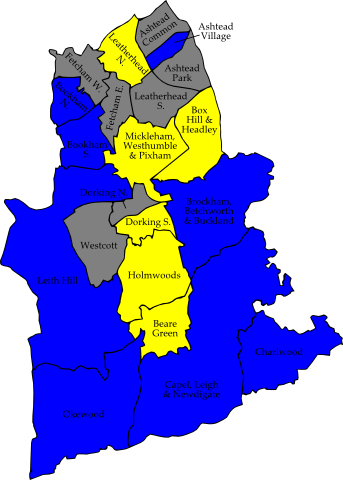 Ashtead
Common
Ashtead
Village
Leatherhead
N.
Ashtead
Park
Fetcham W.
Bookham
N.
Fetcham E.
Leatherhead
S.
Box
Hill &
Headley
Mickleham,
Westhumble
& Pixham
Bookham
S.
Dorking N.
Brockham,
Betchworth
& Buckland
Dorking S.
Westcott
Leith Hill
Holmwoods
Beare
Green
Charlwood
Capel, Leigh
& Newdigate
Okewood